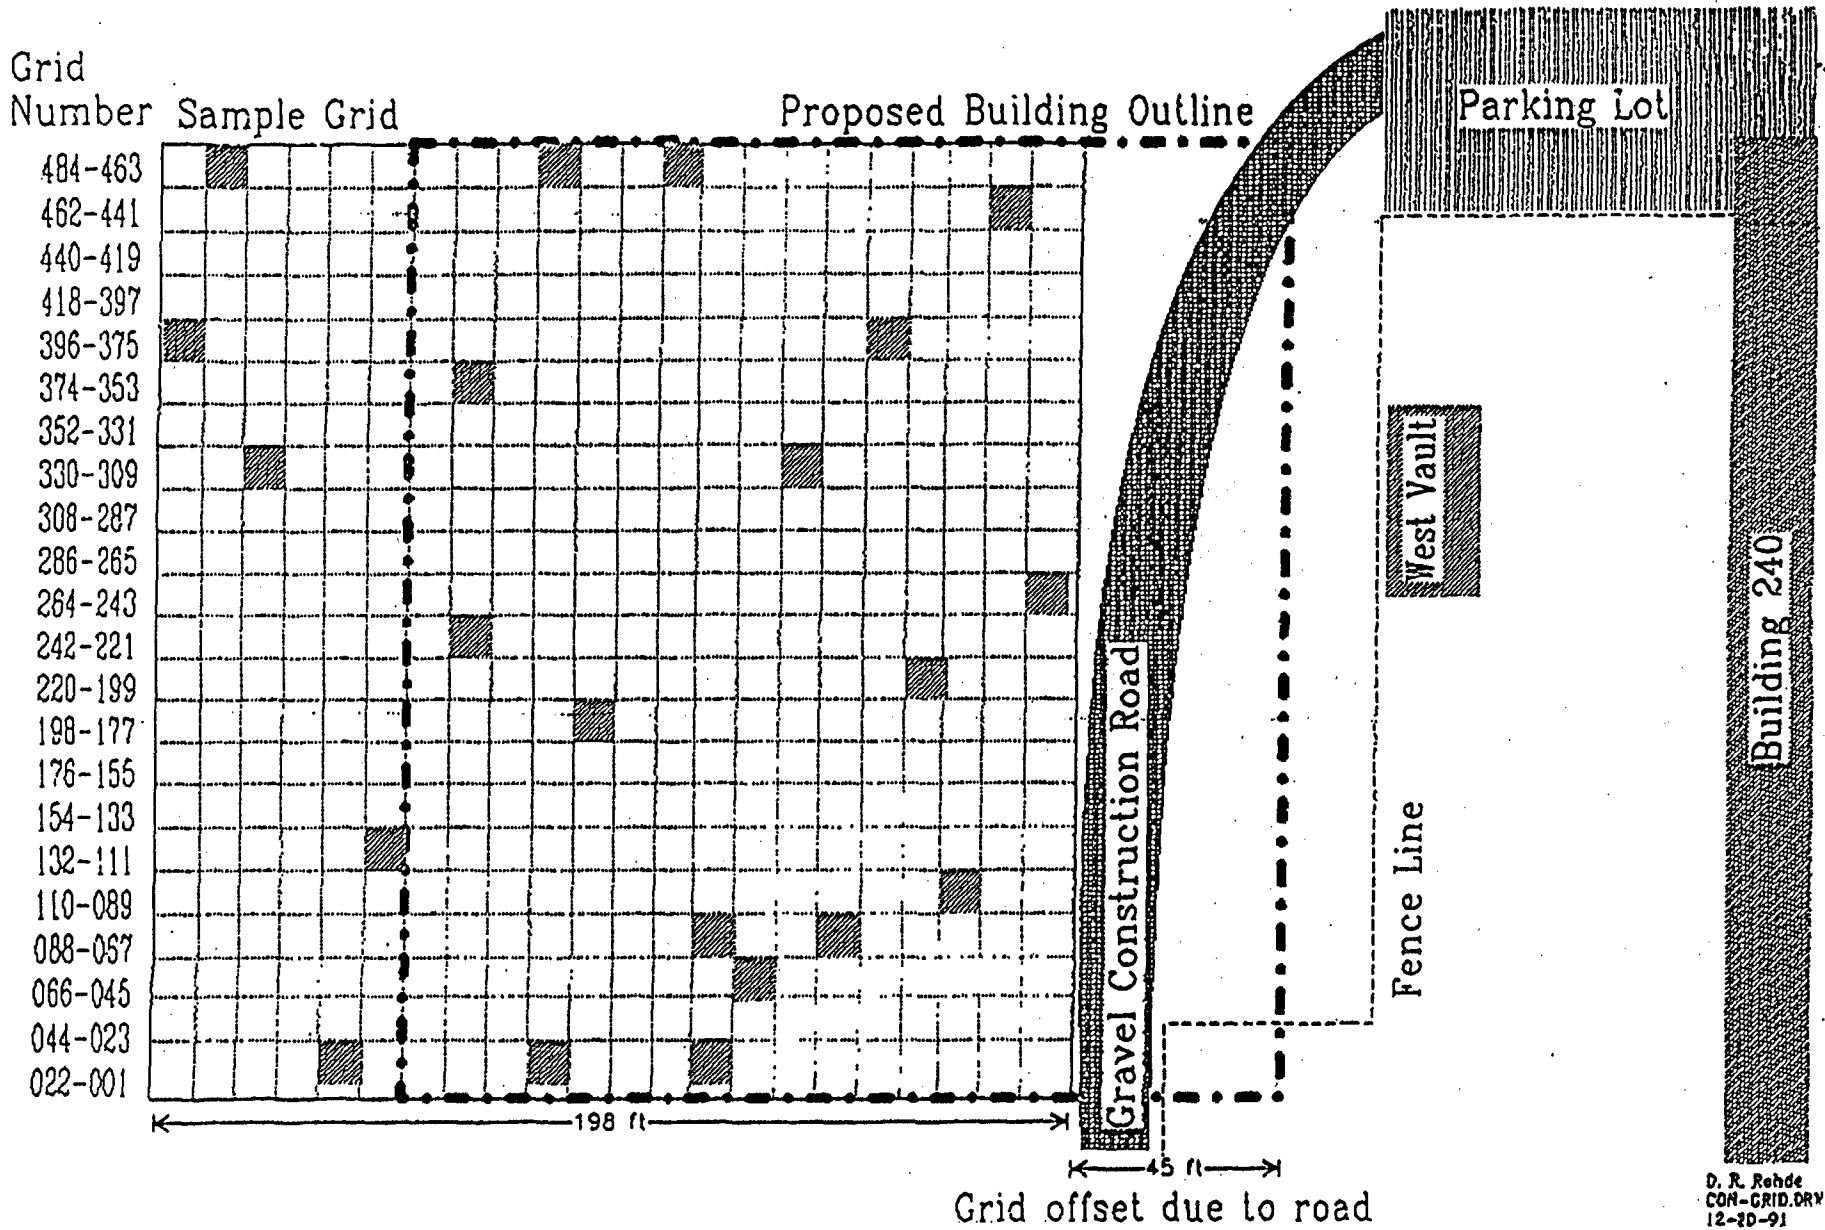 Grid
Number
Sample Grid
Proposed Building Outline
Parking Lot
484-463
462-441
440-419
418-397
396-375
374-353
352-331
330-309
308-287
286-265
264-243
242-221
220-199
198-177
176-155
154-133
132-111
110-089
088-067
066-045
044-023
022-001
West Vault
Building 240
Gravel Construction Road
Fence Line
198 ft
45 ft
Grid offset due to road
D. R. Rohde
CON-GRID.DRW
12-20-91